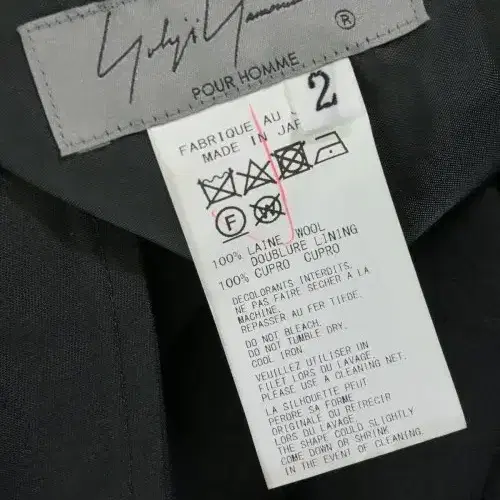 Yohji Yamamoto ®
POUR HOMME
2
FABRIQUE AU
MADE IN JAP
F
W
100% LAINE WOOL
DOUBLURE LINING
100% CUPRO CUPRO
DECOLORANTS INTERDITS.
NE PAS FAIRE SECHER A LA
MACHINE.
REPASSER AU FER TIEDE.
DO NOT BLEACH.
DO NOT TUMBLE DRY.
COOL IRON
VEUILLEZ UTILISER UN
FILET LORS DU LAVAGE.
PLEASE USE A CLEANING NET.
LA SILHOUETTE PEUT
PERDRE SA FORME
ORIGINALE OU RETRECIR
LORS DU LAVAGE.
THE SHAPE COULD SLIGHTLY
COME DOWN OR SHRINK
IN THE EVENT OF CLEANING.